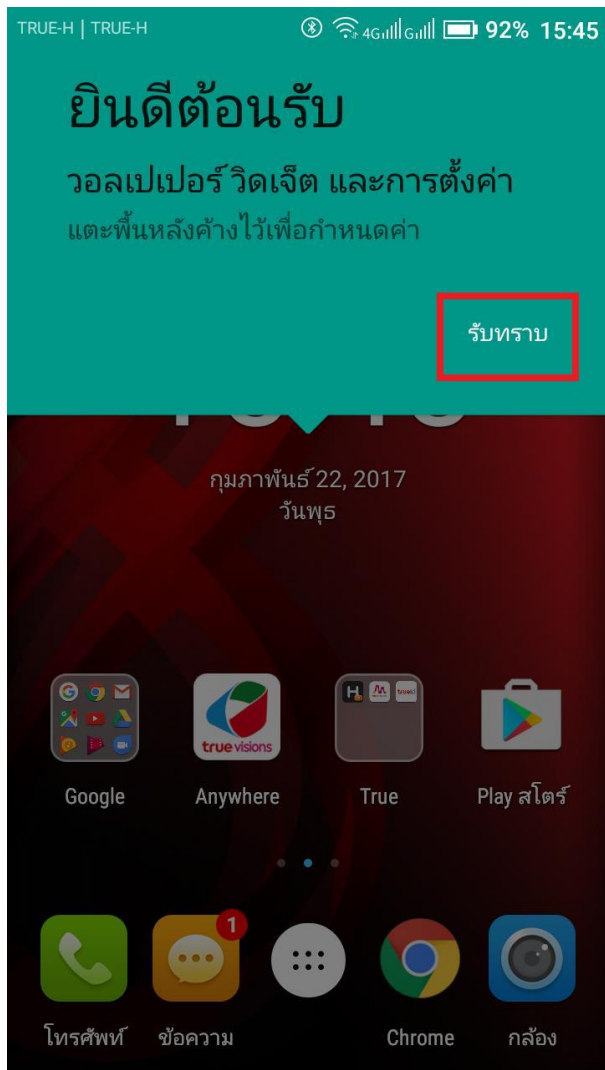 TRUE-H | TRUE-H 4G G 92% 15:45
ยินดีต้อนรับ
วอลเปเปอร์ วิดเจ็ต และการตั้งค่า
แตะพื้นหลังค้างไว้เพื่อกำหนดค่า
รับทราบ
กุมภาพันธ์ 22, 2017
วันพุธ
true visions
Google Anywhere True Play สโตร์
1
โทรศัพท์ ข้อความ Chrome กล้อง